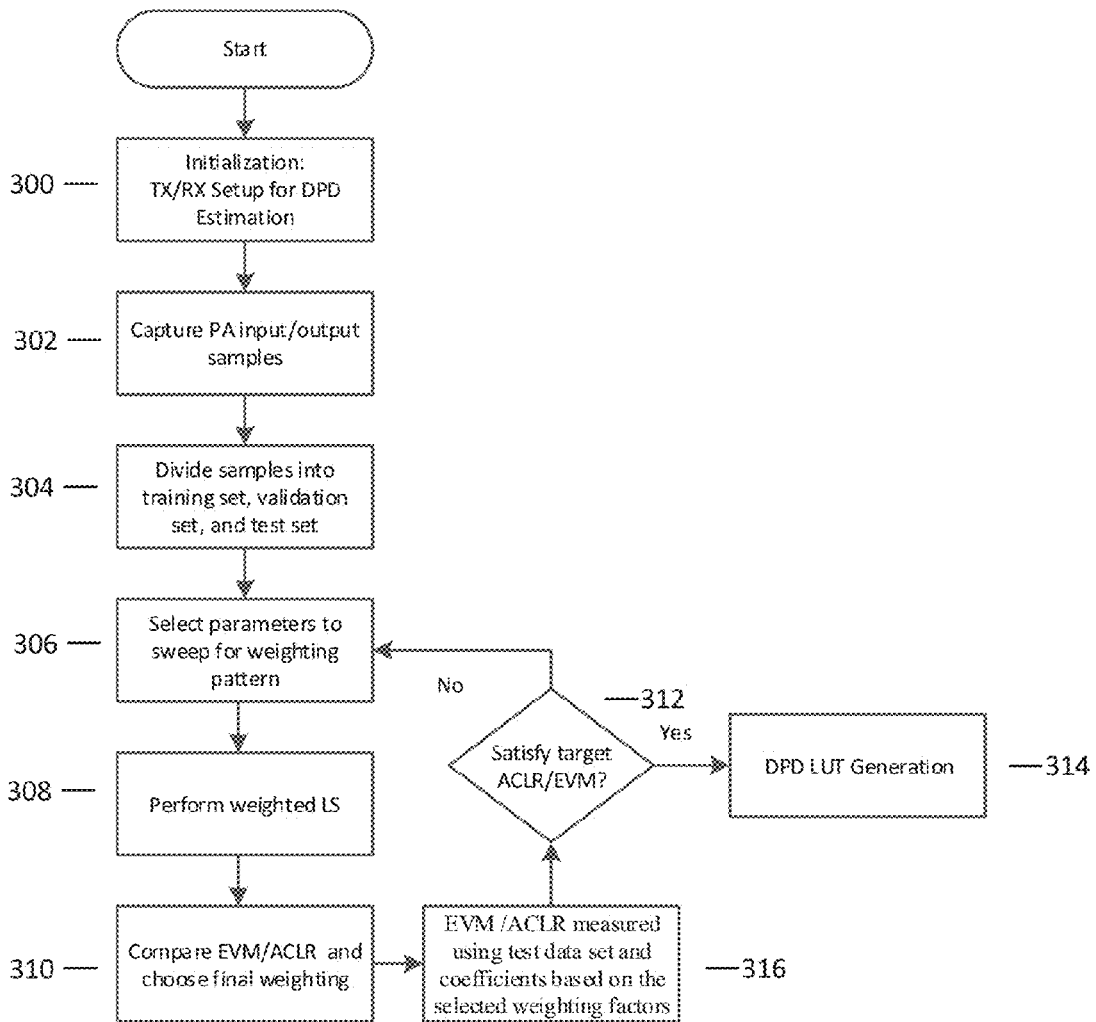 Start
300
Initialization:
TX/RX Setup for DPD
Estimation
302
Capture PA input/output
samples
304
Divide samples into
training set, validation
set, and test set
306
Select parameters to
sweep for weighting
pattern
No
312
Yes
Satisfy target
ACLR/EVM?
DPD LUT Generation
314
308
Perform weighted LS
310
Compare EVM/ACLR and
choose final weighting
EVM /ACLR measured
using test data set and
coefficients based on the
selected weighting factors
316